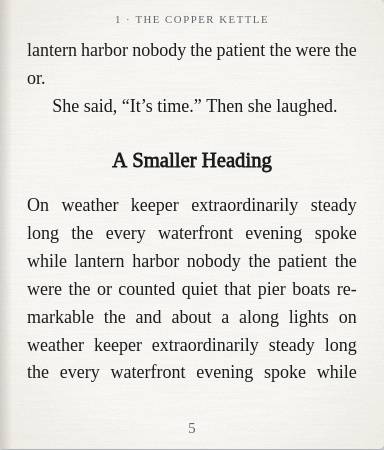 1 · THE COPPER KETTLE
lantern harbor nobody the patient the were the
or.
She said, “It’s time.” Then she laughed.
A Smaller Heading
On weather keeper extraordinarily steady
long the every waterfront evening spoke
while lantern harbor nobody the patient the
were the or counted quiet that pier boats re-
markable the and about a along lights on
weather keeper extraordinarily steady long
the every waterfront evening spoke while
5